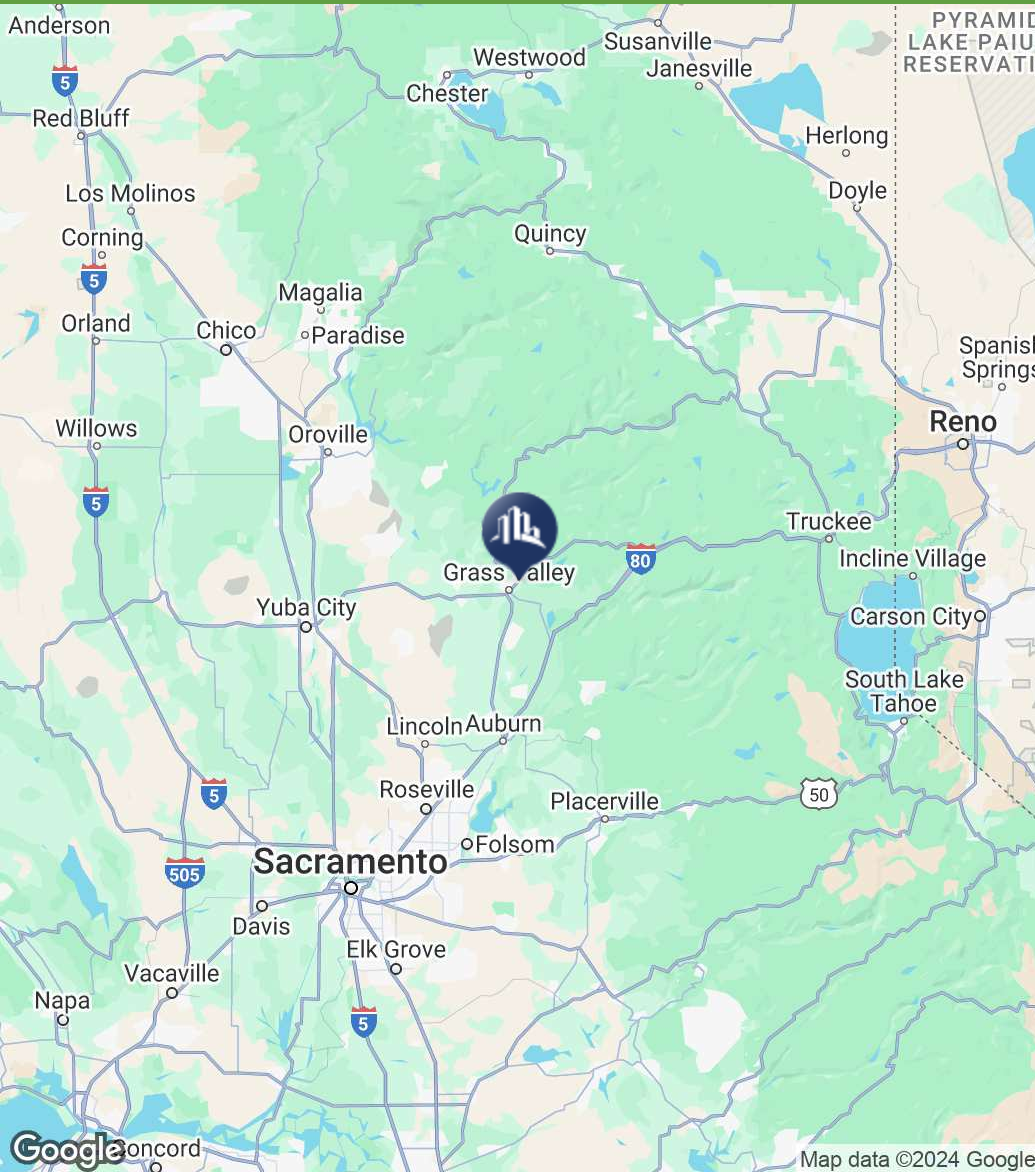 Anderson
PYRAMID
LAKE PAIU
RESERVATI
Susanville
Westwood
Janesville
5
Chester
Red Bluff
Herlong
Los Molinos
Doyle
Corning
Quincy
5
Magalia
Orland
Chico
Paradise
Spanish
Springs
Willows
Oroville
Reno
5
Truckee
80
Incline Village
Grass Valley
Yuba City
Carson City
South Lake
Tahoe
Lincoln
Auburn
5
Roseville
Placerville
50
Folsom
Sacramento
505
Davis
Elk Grove
Vacaville
Napa
5
Google
Concord
Map data ©2024 Google